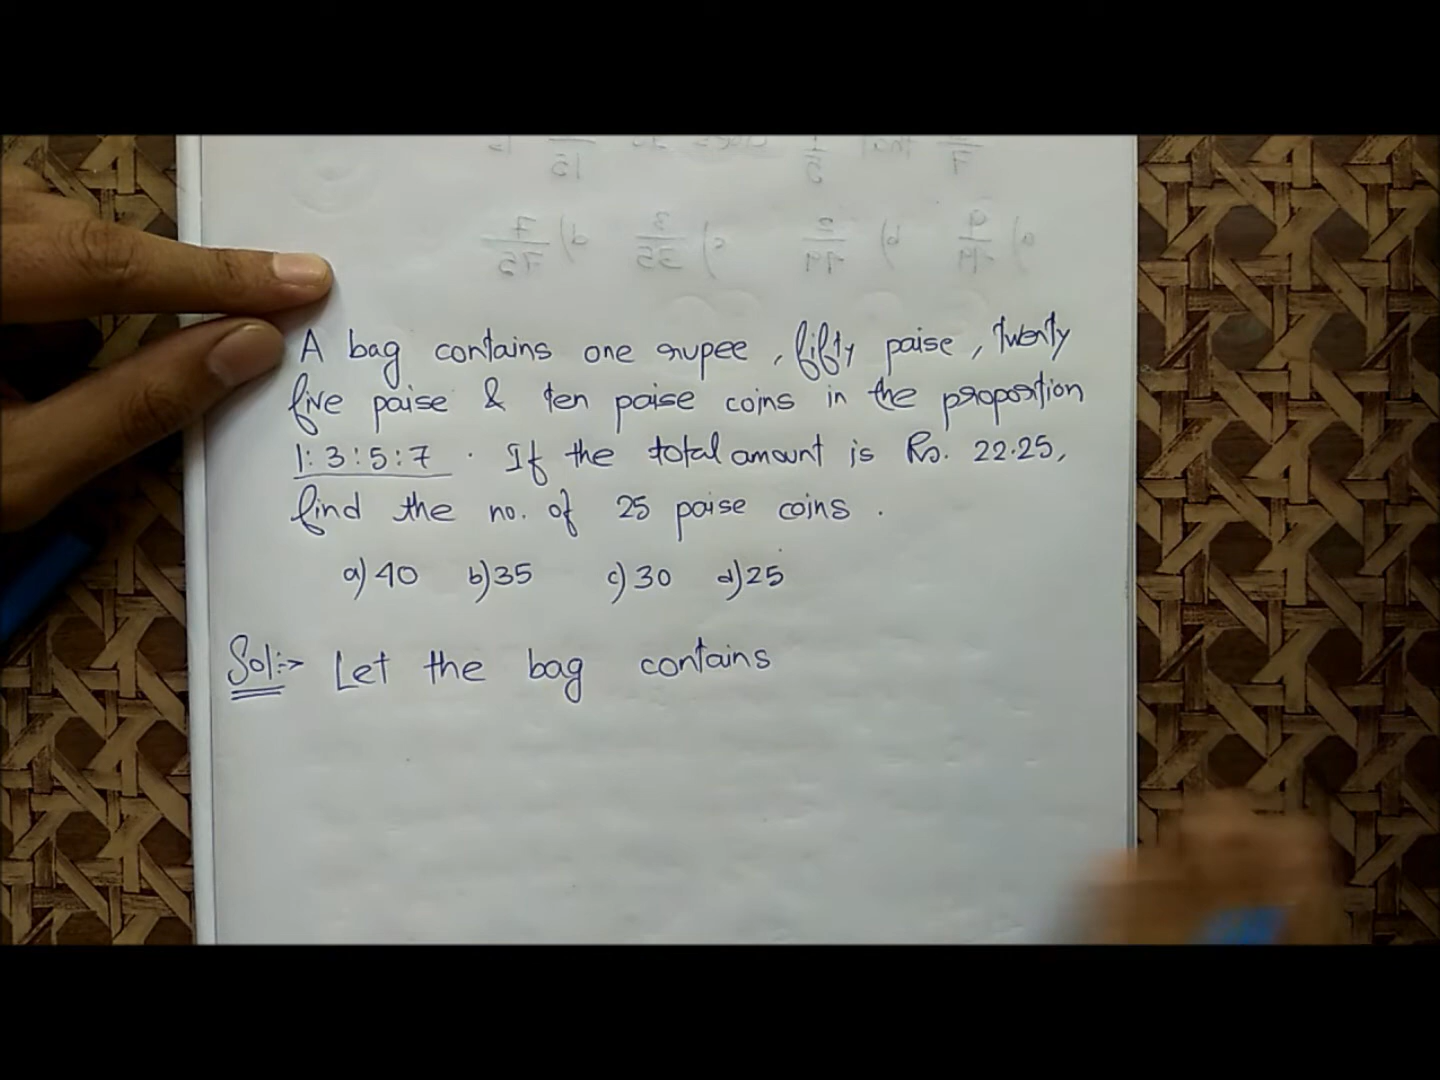 A bag contains one rupee, fifty paise, twenty
five paise & ten paise coins in the proportion
1:3:5:7. If the total amount is Rs. 22.25,
find the no. of 25 paise coins.
a) 40 b) 35 c) 30 d) 25
Sol:-> Let the bag contains